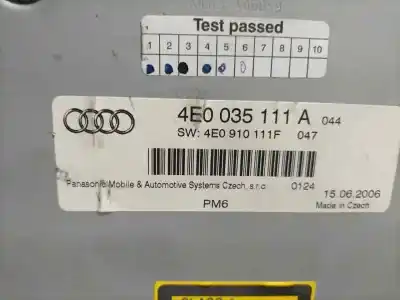 Test passed
1 2 3 4 5 6 7 8 9 10
4E0 035 111 A 044
SW: 4E0 910 111F 047
Panasonic Mobile & Automotive Systems Czech, s.r.o 0124 15.06.2006
PM6 Made in Czech